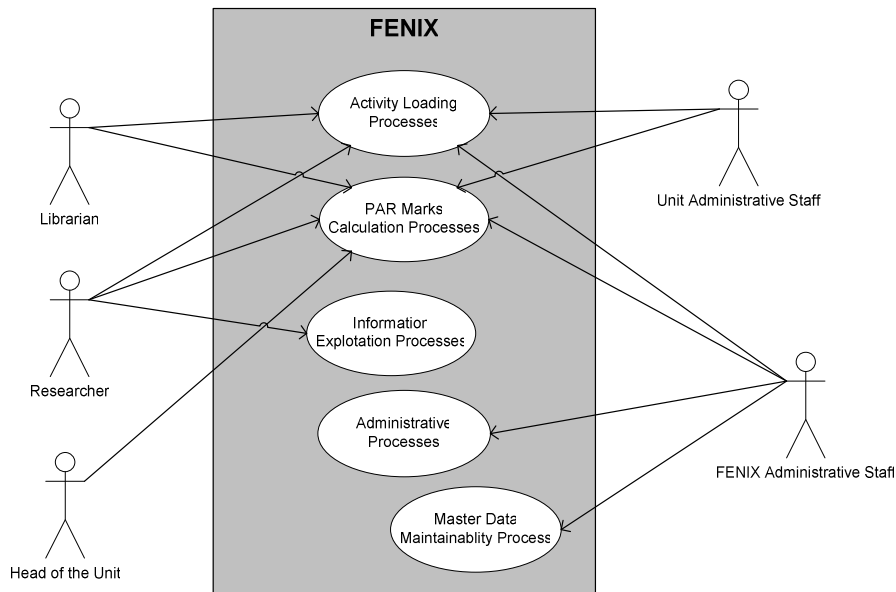 FENIX
Activity Loading
Processes
Librarian
Unit Administrative Staff
PAR Marks
Calculation Processes
Researcher
Information
Explotation Processes
Administrative
Processes
FENIX Administrative Staff
Master Data
Maintainablity Process
Head of the Unit